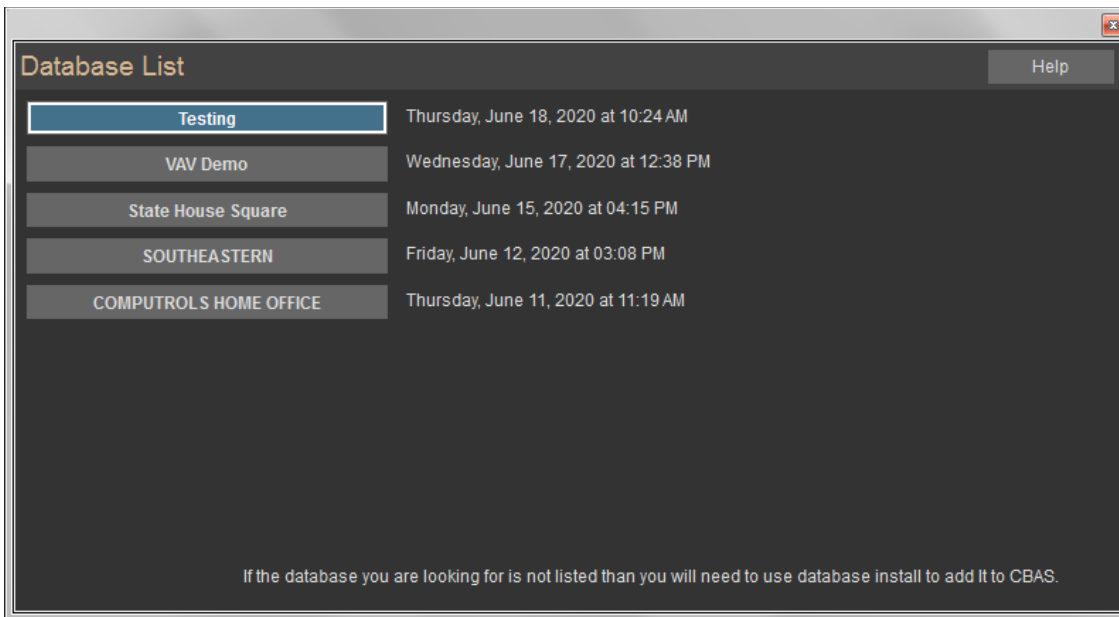 Database List Help
Testing Thursday, June 18, 2020 at 10:24 AM
VAV Demo Wednesday, June 17, 2020 at 12:38 PM
State House Square Monday, June 15, 2020 at 04:15 PM
SOUTHEASTERN Friday, June 12, 2020 at 03:08 PM
COMPUTROLS HOME OFFICE Thursday, June 11, 2020 at 11:19 AM
If the database you are looking for is not listed than you will need to use database install to add It to CBAS.